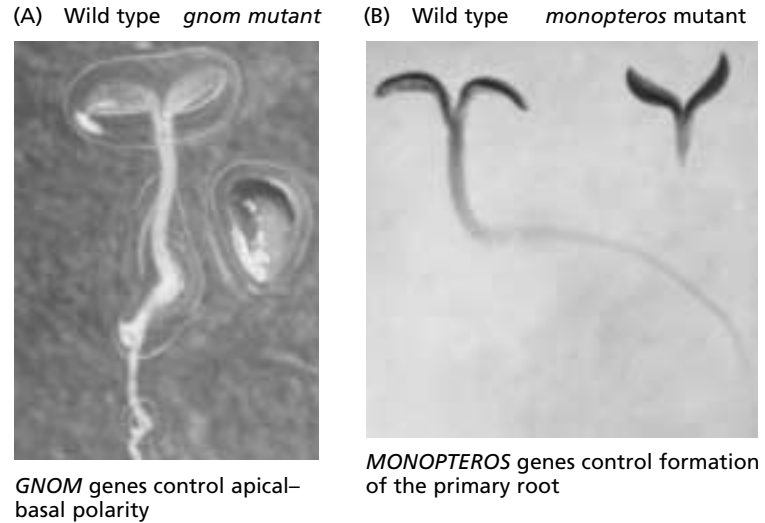 (A) Wild type gnom mutant
(B) Wild type monopteros mutant
GNOM genes control apical–
basal polarity
MONOPTEROS genes control formation
of the primary root